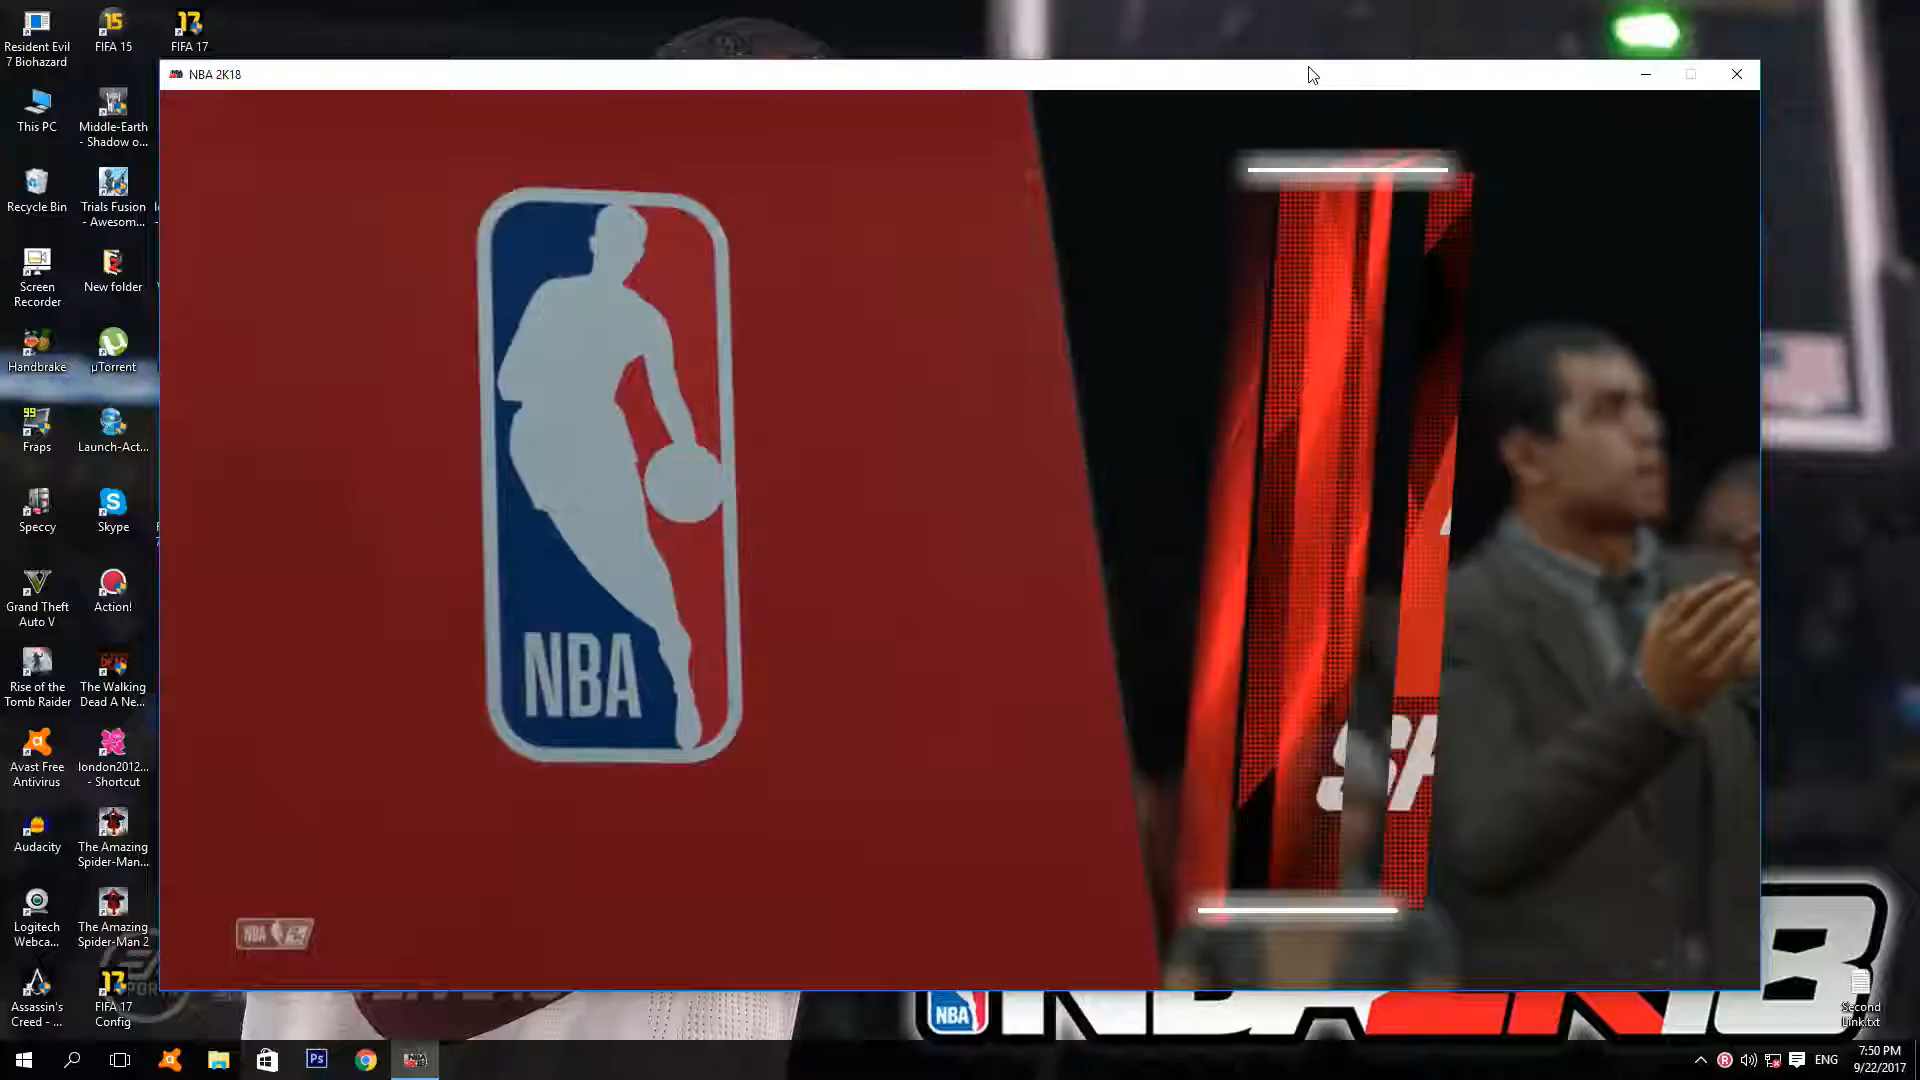 Resident Evil
7 Biohazard
FIFA 15
FIFA 17
NBA 2K18
This PC
Middle-Earth
- Shadow o...
Recycle Bin
Trials Fusion
- Awesom...
Screen
Recorder
New folder
Handbrake
µTorrent
99
Fraps
Launch-Act...
Speccy
Skype
Grand Theft
Auto V
Action!
Rise of the
Tomb Raider
The Walking
Dead A Ne...
Avast Free
Antivirus
london2012...
- Shortcut
Audacity
The Amazing
Spider-Man...
Logitech
Webca...
The Amazing
Spider-Man 2
Assassin's
Creed - ...
FIFA 17
Config
NBA
NBA
NBA
NBA2K18
Second
Link.txt
Ps
ENG
7:50 PM
9/22/2017